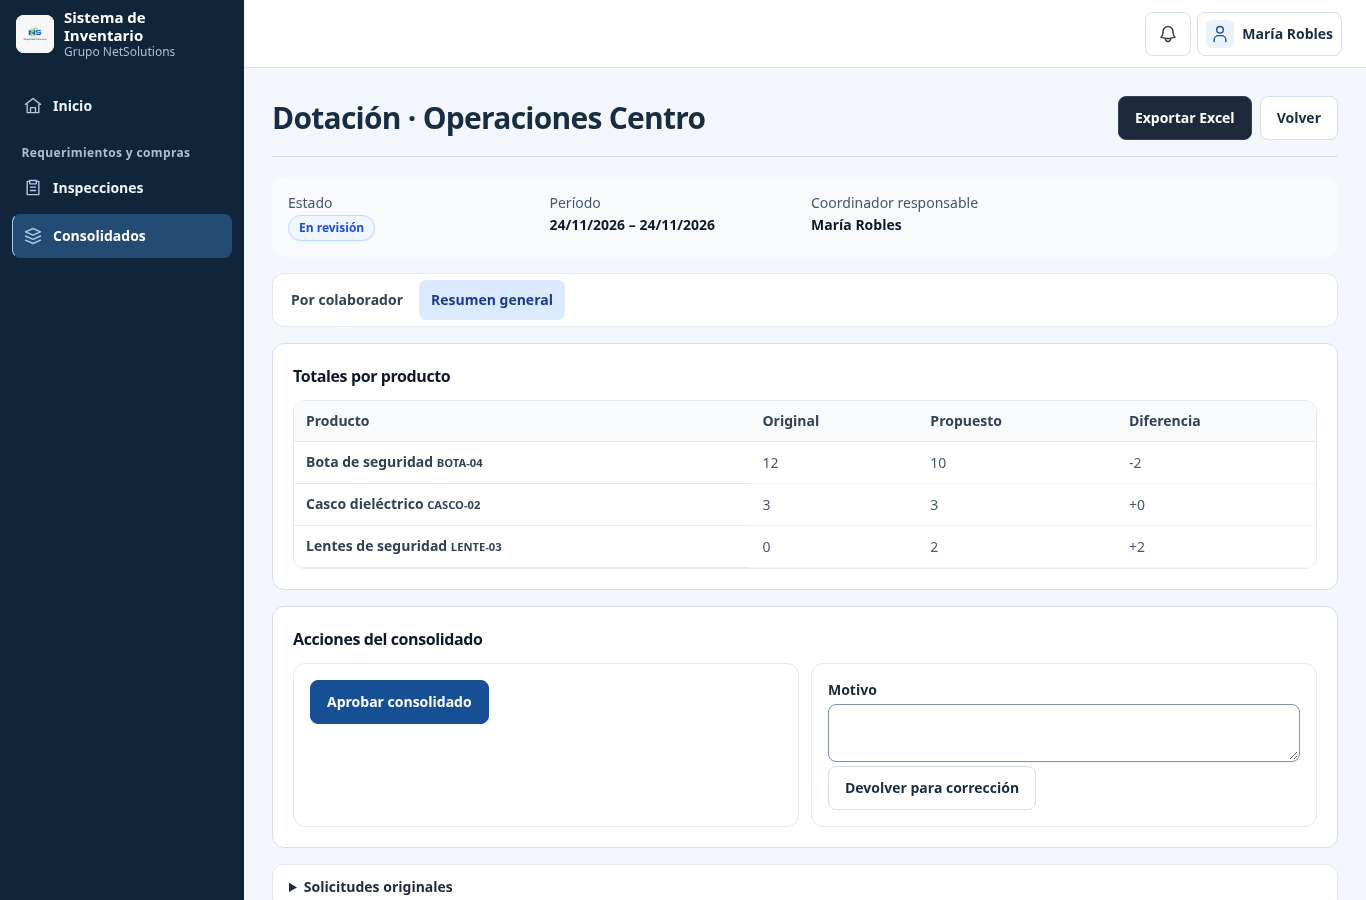 NS
Sistema de
Inventario
Grupo NetSolutions
María Robles
Inicio
Requerimientos y compras
Inspecciones
Consolidados
Dotación · Operaciones Centro
Exportar Excel
Volver
Estado
Período
Coordinador responsable
En revisión
24/11/2026 – 24/11/2026
María Robles
Por colaborador
Resumen general
Totales por producto
Producto Original Propuesto Diferencia
Bota de seguridad BOTA-04 12 10 -2
Casco dieléctrico CASCO-02 3 3 +0
Lentes de seguridad LENTE-03 0 2 +2
Acciones del consolidado
Aprobar consolidado
Motivo
Devolver para corrección
▶ Solicitudes originales